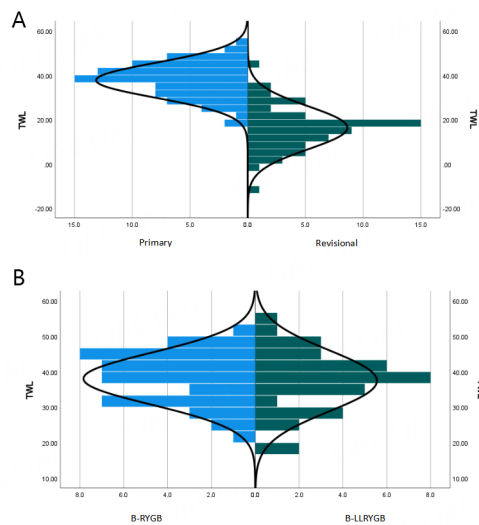 A
60.00 60.00
40.00 40.00
TWL TWL
20.00 20.00
.00 .00
-20.00 -20.00
15.0 10.0 5.0 0.0 5.0 10.0 15.0
Primary Revisional
B
60.00 60.00
50.00 50.00
TWL 40.00 40.00
30.00 30.00
20.00 20.00
10.00 10.00
8.0 6.0 4.0 2.0 0.0 2.0 4.0 6.0 8.0
B-RYGB B-LLRYGB